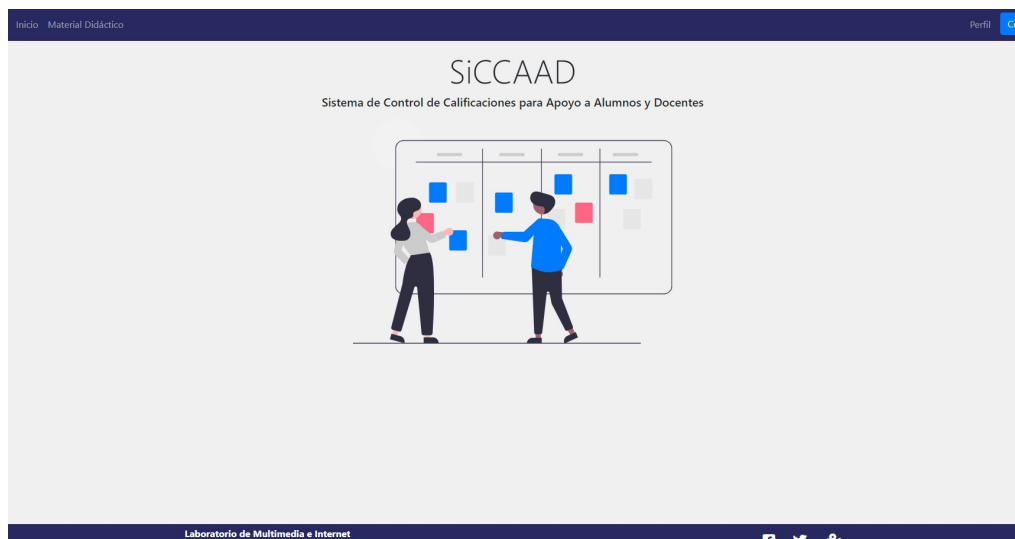 Inicio Material Didáctico Perfil
SiCCAAD
Sistema de Control de Calificaciones para Apoyo a Alumnos y Docentes
Laboratorio de Multimedia e Internet